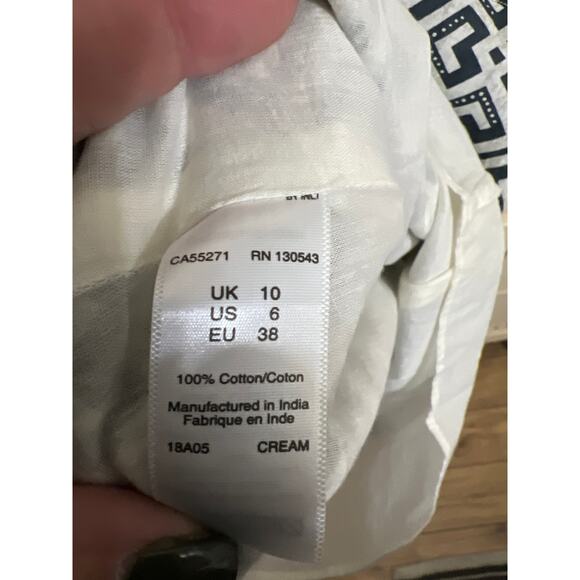 CA55271 RN 130543
UK 10
US 6
EU 38
100% Cotton/Coton
Manufactured in India
Fabrique en Inde
18A05 CREAM